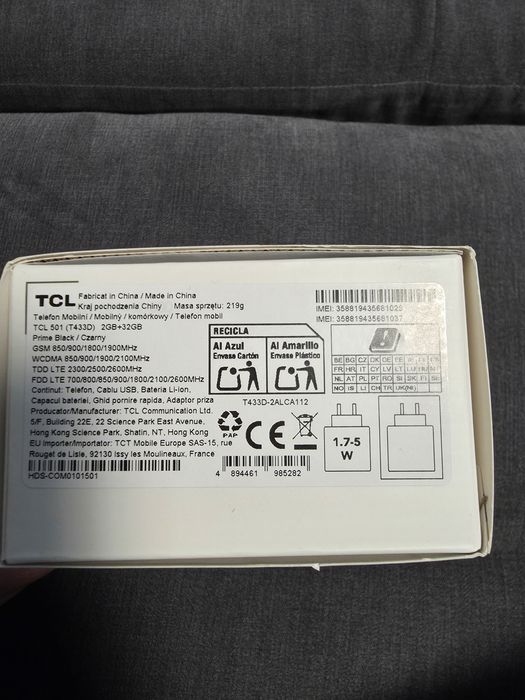 TCL
Fabricat in China / Made in China
Kraj pochodzenia Chiny Masa sprzętu: 219g
Telefon Mobilni / Mobilný / komórkowy / Telefon mobil
TCL 501 (T433D) 2GB+32GB
Prime Black / Czarny
GSM 850/900/1800/1900MHz
WCDMA 850/900/1900/2100MHz
TDD LTE 2300/2500/2600MHz
FDD LTE 700/800/850/900/1800/2100/2600MHz
Continut: Telefon, Cablu USB, Bateria Li-ion,
Capacul bateriei, Ghid pornire rapida, Adaptor priza
Producator/Manufacturer: TCL Communication Ltd.
5/F, Building 22E, 22 Science Park East Avenue,
Hong Kong Science Park, Shatin, NT, Hong Kong
EU Importer/Importator: TCT Mobile Europe SAS-15, rue
Rouget de Lisle, 92130 Issy les Moulineaux, France
HDS-COM0101501
RECICLA
Al Azul
Envase Cartón
Al Amarillo
Envase Plástico
T433D-2ALCA112
PAP
CE
4 894461 985282
IMEI: 358819435681029
IMEI: 358819435681037
BE BG CZ DK DE EE IE EL ES
FR HR IT CY LV LT LU HU MT
NL AT PL PT RO SI SK FI SE
NO IS LI CH TR UK(NI)
1.7-5
W